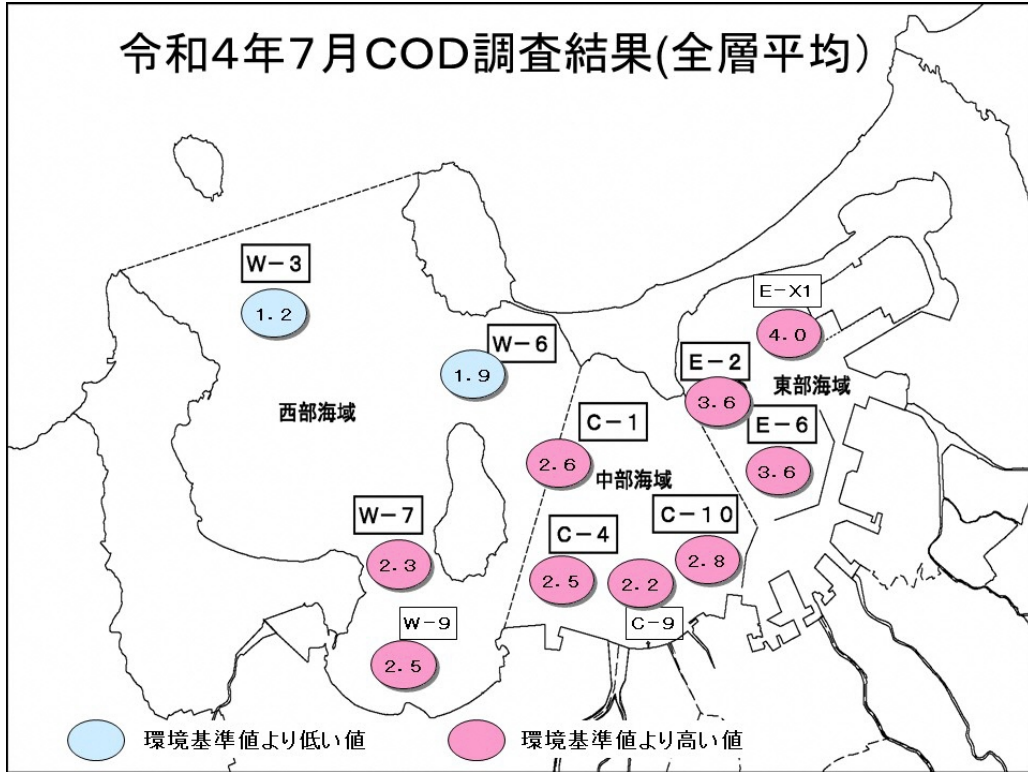 令和4年7月COD調査結果(全層平均)
W-3
1.2
W-6
1.9
西部海域
E-X1
4.0
E-2
3.6
東部海域
E-6
3.6
C-1
2.6
中部海域
W-7
2.3
C-4
2.5
C-10
2.8
2.2
C-9
W-9
2.5
環境基準値より低い値
環境基準値より高い値